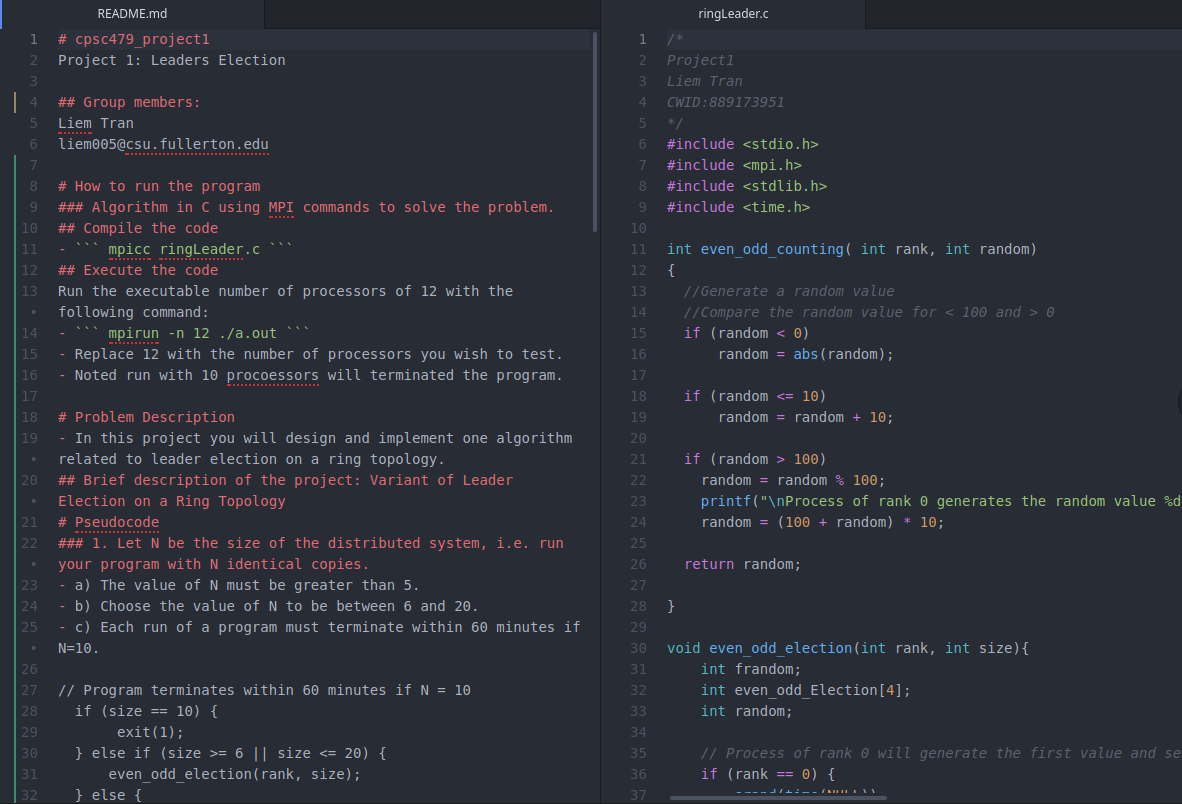 README.md
1 # cpsc479_project1
2 Project 1: Leaders Election
3
4 ## Group members:
5 Liem Tran
6 liem005@csu.fullerton.edu
7
8 # How to run the program
9 ### Algorithm in C using MPI commands to solve the problem.
10 ## Compile the code
11 - ``` mpicc ringLeader.c ```
12 ## Execute the code
13 Run the executable number of processors of 12 with the
• following command:
14 - ``` mpirun -n 12 ./a.out ```
15 - Replace 12 with the number of processors you wish to test.
16 - Noted run with 10 procoessors will terminated the program.
17
18 # Problem Description
19 - In this project you will design and implement one algorithm
• related to leader election on a ring topology.
20 ## Brief description of the project: Variant of Leader
• Election on a Ring Topology
21 # Pseudocode
22 ### 1. Let N be the size of the distributed system, i.e. run
• your program with N identical copies.
23 - a) The value of N must be greater than 5.
24 - b) Choose the value of N to be between 6 and 20.
25 - c) Each run of a program must terminate within 60 minutes if
• N=10.
26
27 // Program terminates within 60 minutes if N = 10
28 if (size == 10) {
29 exit(1);
30 } else if (size >= 6 || size <= 20) {
31 even_odd_election(rank, size);
32 } else {
ringLeader.c
1 /*
2 Project1
3 Liem Tran
4 CWID:889173951
5 */
6 #include <stdio.h>
7 #include <mpi.h>
8 #include <stdlib.h>
9 #include <time.h>
10
11 int even_odd_counting( int rank, int random)
12 {
13 //Generate a random value
14 //Compare the random value for < 100 and > 0
15 if (random < 0)
16 random = abs(random);
17
18 if (random <= 10)
19 random = random + 10;
20
21 if (random > 100)
22 random = random % 100;
23 printf("\nProcess of rank 0 generates the random value %d
24 random = (100 + random) * 10;
25
26 return random;
27
28 }
29
30 void even_odd_election(int rank, int size){
31 int frandom;
32 int even_odd_Election[4];
33 int random;
34
35 // Process of rank 0 will generate the first value and se
36 if (rank == 0) {
37 srand(time(NULL))